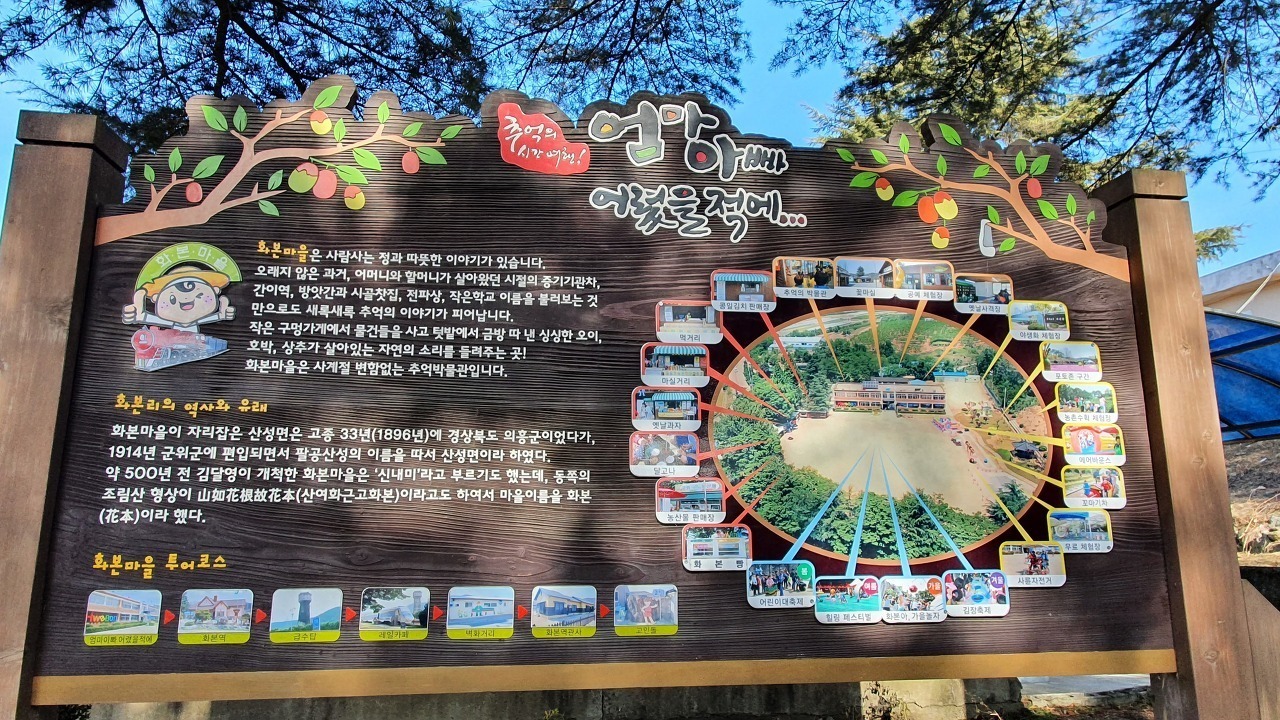 추억의
시간여행!
엄마아빠
어렸을적에...
화본마을
화본마을은 사람사는 정과 따뜻한 이야기가 있습니다.
오래지 않은 과거, 어머니와 할머니가 살아왔던 시절의 증기기관차,
간이역, 방앗간과 시골찻집, 전파상, 작은학교 이름을 불러보는 것
만으로도 새록새록 추억의 이야기가 피어납니다.
작은 구멍가게에서 물건들을 사고 텃밭에서 금방 따 낸 싱싱한 오이,
호박, 상추가 살아있는 자연의 소리를 들려주는 곳!
화본마을은 사계절 변함없는 추억박물관입니다.
화본리의 역사와 유래
화본마을이 자리잡은 산성면은 고종 33년(1896년)에 경상북도 의흥군이었다가,
1914년 군위군에 편입되면서 팔공산성의 이름을 따서 산성면이라 하였다.
약 500년 전 김달영이 개척한 화본마을은
라고 부르기도 했는데, 동쪽의
조림산 형상이 山如花根故花本(산여화근고화본)이라고도 하여서 마을이름을 화본
(花本)이라 했다.
화본마을 투어코스
엄마아빠 어렸을적에
화본역
급수탑
레일카페
벽화거리
화본역관사
고인돌
콩잎김치 판매장
추억의 박물관
꽃마실
공예 체험장
옛날사격장
야생화 체험장
포토존 구간
농촌수확 체험장
에어바운스
꼬마기차
무료 체험장
사륜자전거
겨울
김장축제
가을
화본아, 가을놀자
여름
힐링 페스티벌
봄
어린이대축제
화본빵
농산물 판매장
달고나
옛날과자
마실거리
먹거리